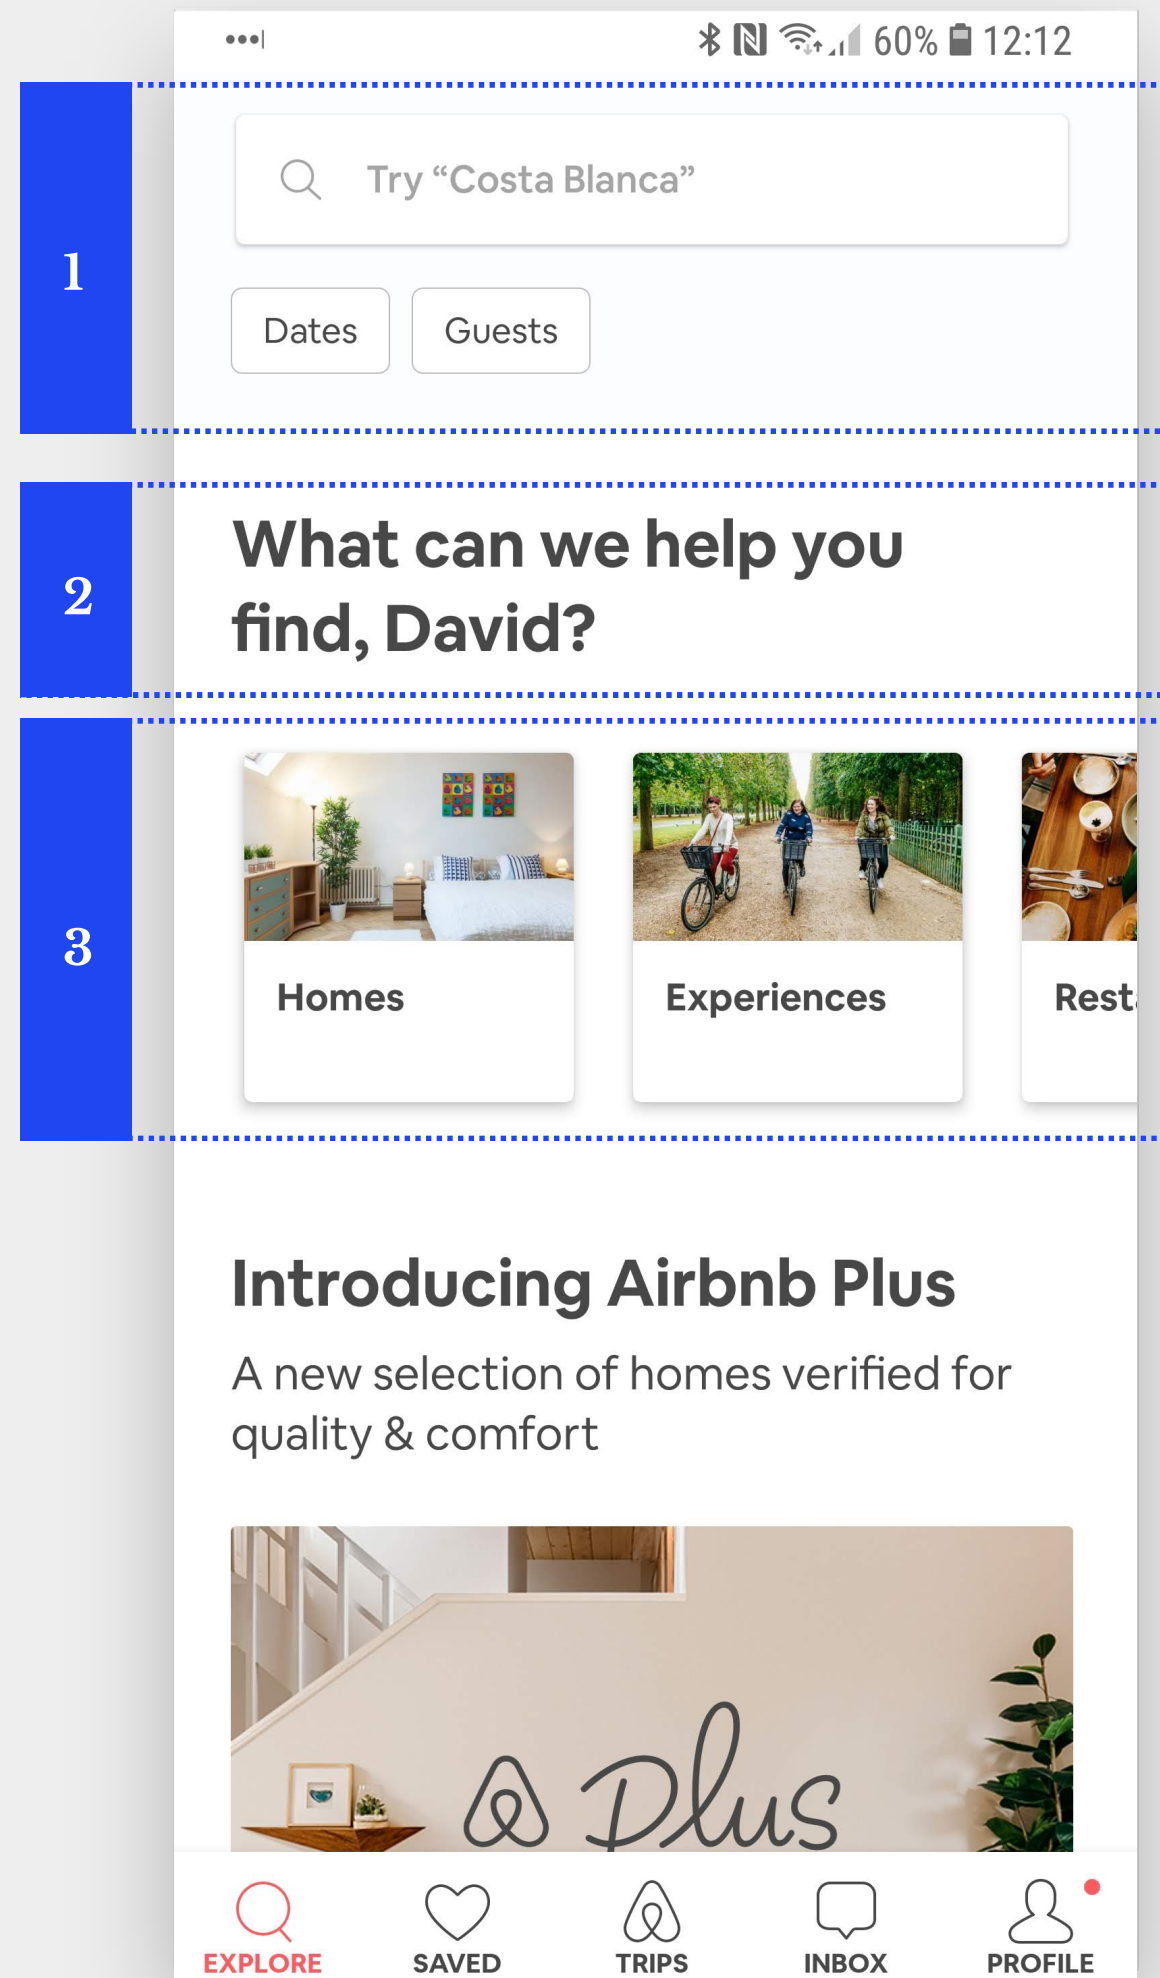 60% 12:12
Try “Costa Blanca”
1
Dates Guests
What can we help you
2
find, David?
3
Homes Experiences Rest
Introducing Airbnb Plus
A new selection of homes verified for
quality & comfort
Plus
EXPLORE SAVED TRIPS INBOX PROFILE